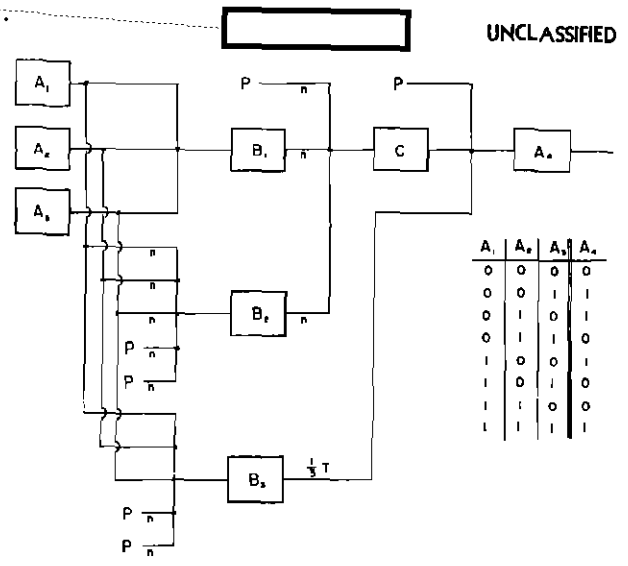 UNCLASSIFIED
A₁
P n
P
A₂
B₁ n
C
A₄
A₃
n
n
n
B₂ n
P n
P n
B₃ ⅓ T
P n
P n
A₁ A₂ A₃ A₄
0 0 0 0
0 0 1 1
0 1 0 1
0 1 1 0
1 0 0 1
1 0 1 0
1 1 0 0
1 1 1 1